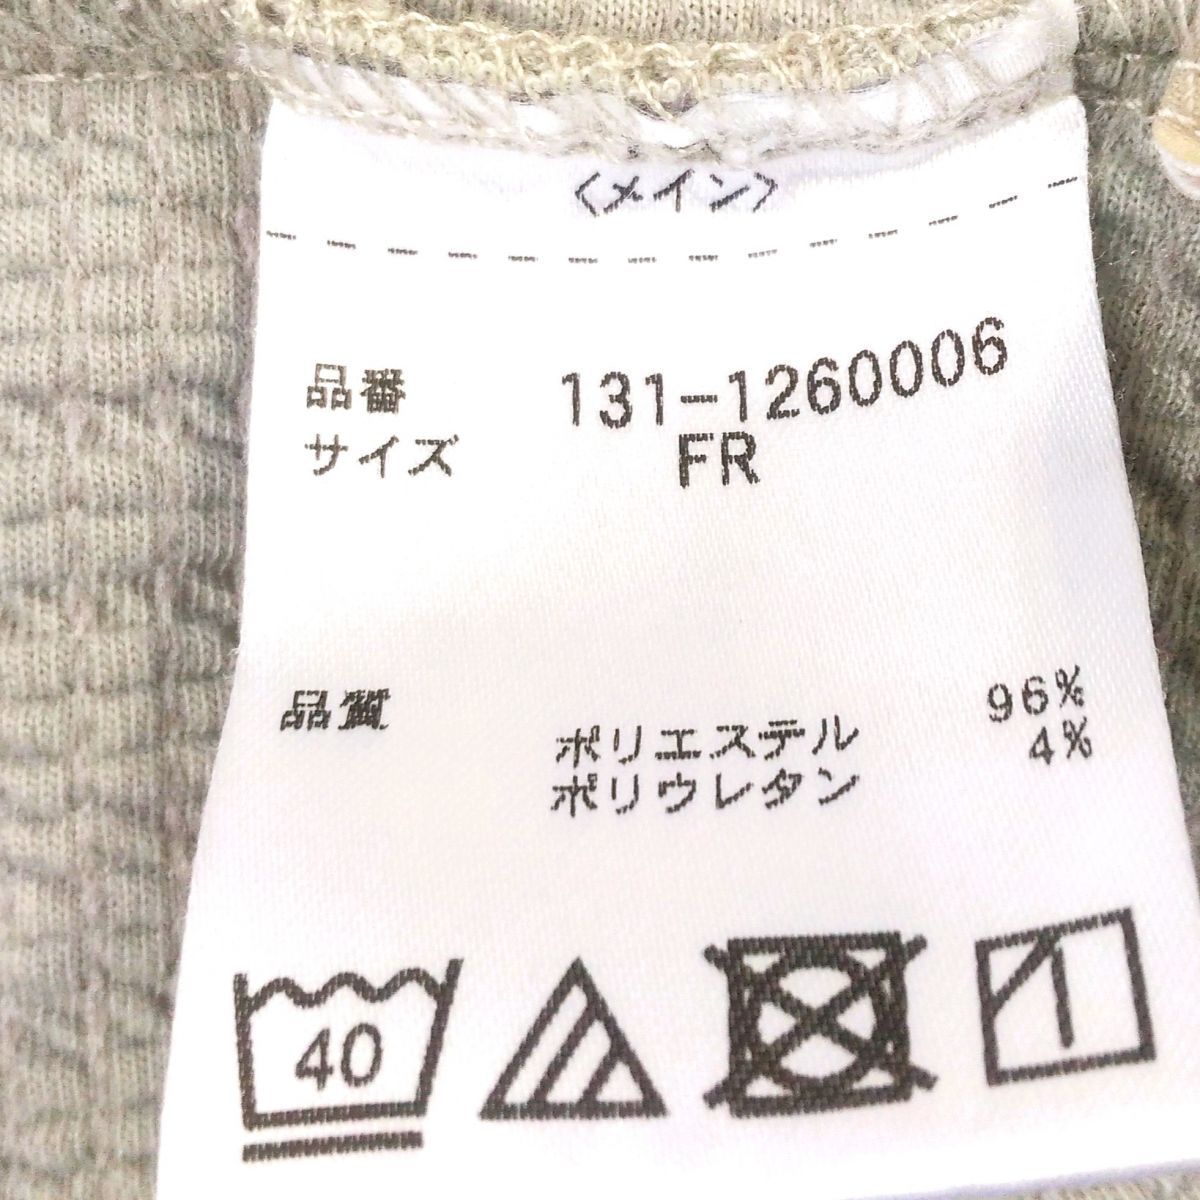 〈メイン〉
品番 131-1260006
サイズ FR
品質 96%
ポリエステル 4%
ポリウレタン
40